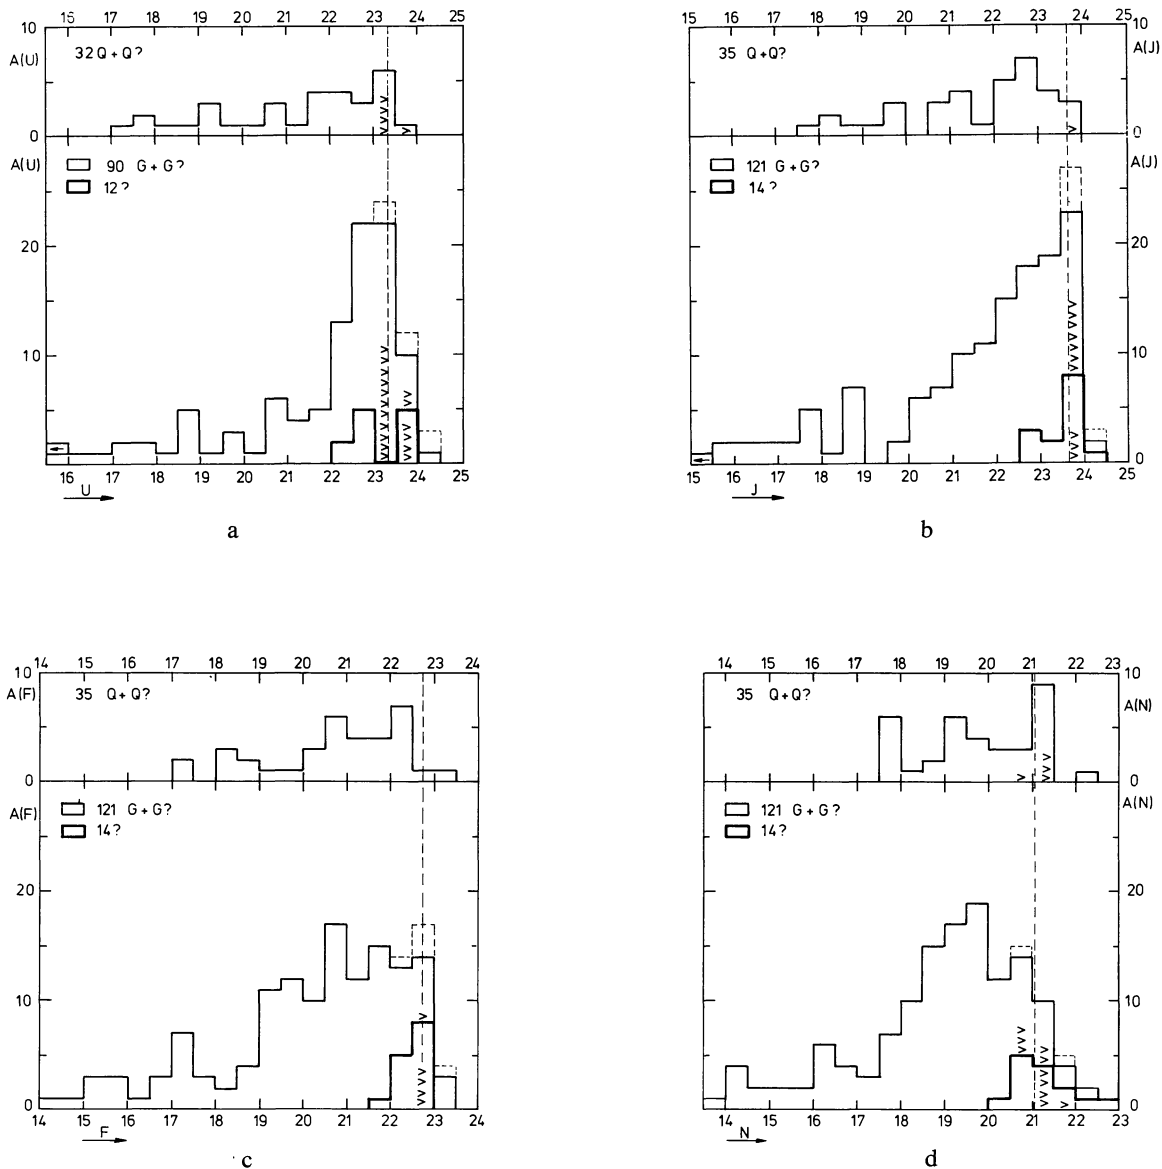 15 16 17 18 19 20 21 22 23 24 25
10
A(U)
32 Q + Q?
0
A(U)
90 G + G?
12?
20
10
16 17 18 19 20 21 22 23 24 25
U
a
15 16 17 18 19 20 21 22 23 24 25
10
35 Q+Q?
A(J)
0
A(J)
121 G+G?
14?
20
10
0
15 16 17 18 19 20 21 22 23 24 25
J
b
14 15 16 17 18 19 20 21 22 23 24
10
A(F)
35 Q+Q?
0
A(F)
121 G+G?
14?
20
10
0
14 15 16 17 18 19 20 21 22 23 24
F
c
14 15 16 17 18 19 20 21 22 23
10
35 Q+Q?
A(N)
0
A(N)
121 G+G?
14?
20
10
0
14 15 16 17 18 19 20 21 22 23
N
d